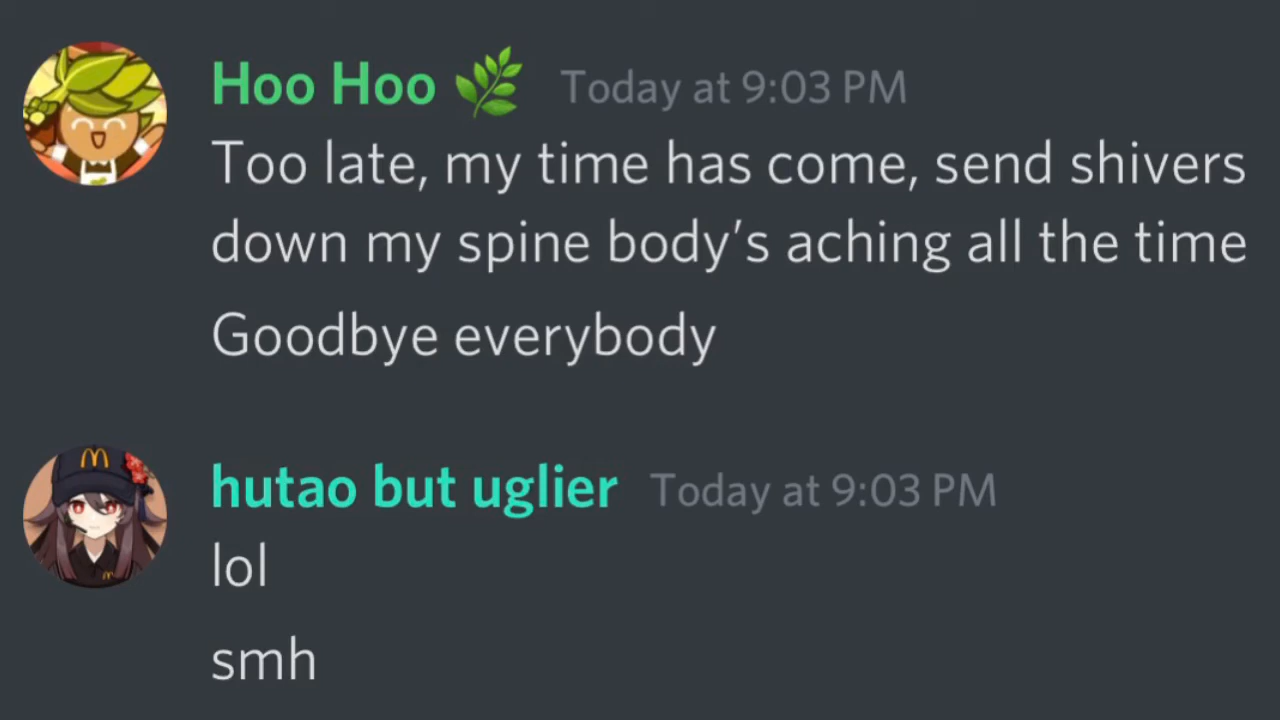 Hoo Hoo 🌿 Today at 9:03 PM
Too late, my time has come, send shivers
down my spine body’s aching all the time
Goodbye everybody
hutao but uglier Today at 9:03 PM
lol
smh